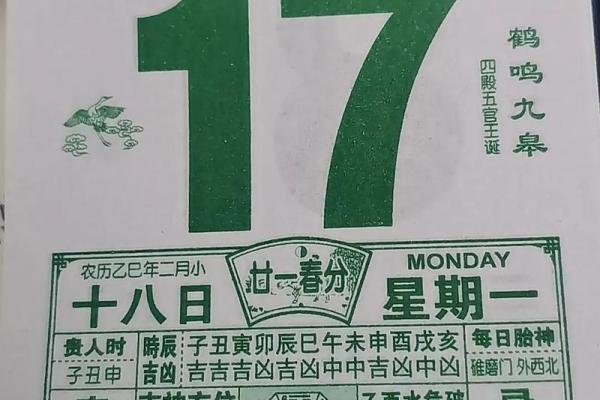 17
鹤鸣九皋
四殿五官王诞
农历乙巳年二月小
十八日
廿一春分
MONDAY
星期一
贵人时
子丑申
時辰吉凶
子丑寅卯辰巳午未申酉戌亥
吉吉吉凶吉凶中中吉凶中凶
每日胎神
碓磨门 外西北